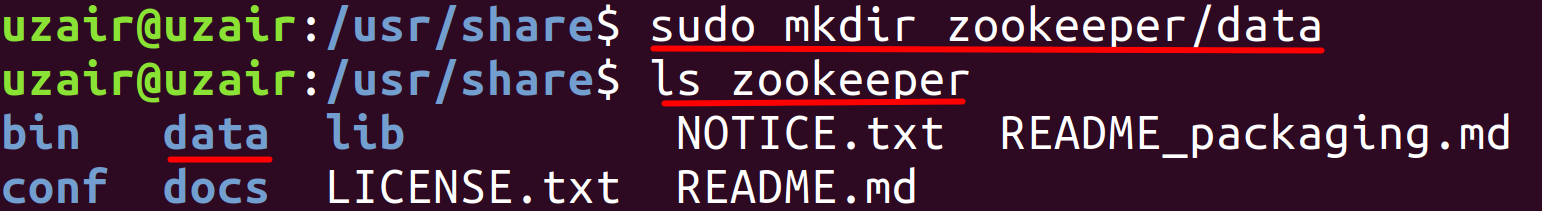 uzair@uzair:/usr/share$ sudo mkdir zookeeper/data
uzair@uzair:/usr/share$ ls zookeeper
bin data lib NOTICE.txt README_packaging.md
conf docs LICENSE.txt README.md